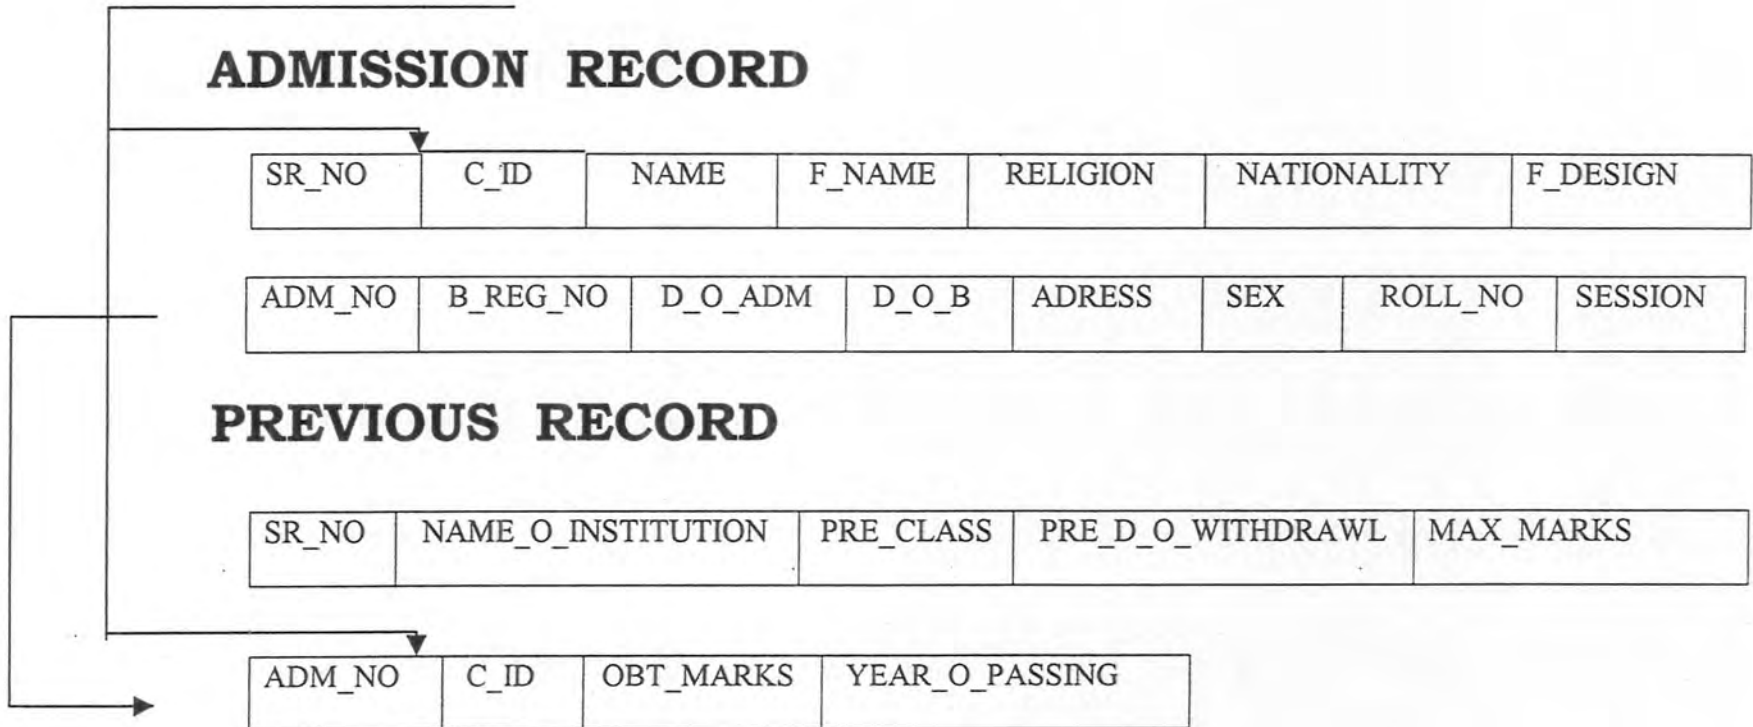 ADMISSION RECORD
SR_NO C_ID NAME F_NAME RELIGION NATIONALITY F_DESIGN
ADM_NO B_REG_NO D_O_ADM D_O_B ADRESS SEX ROLL_NO SESSION
PREVIOUS RECORD
SR_NO NAME_O_INSTITUTION PRE_CLASS PRE_D_O_WITHDRAWL MAX_MARKS
ADM_NO C_ID OBT_MARKS YEAR_O_PASSING